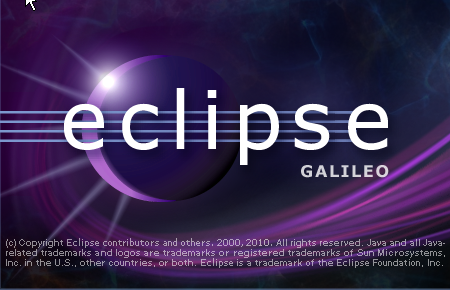 eclipse
GALILEO
(c) Copyright Eclipse contributors and others. 2000, 2010. All rights reserved. Java and all Java-
related trademarks and logos are trademarks or registered trademarks of Sun Microsystems,
Inc. in the U.S., other countries, or both. Eclipse is a trademark of the Eclipse Foundation, Inc.